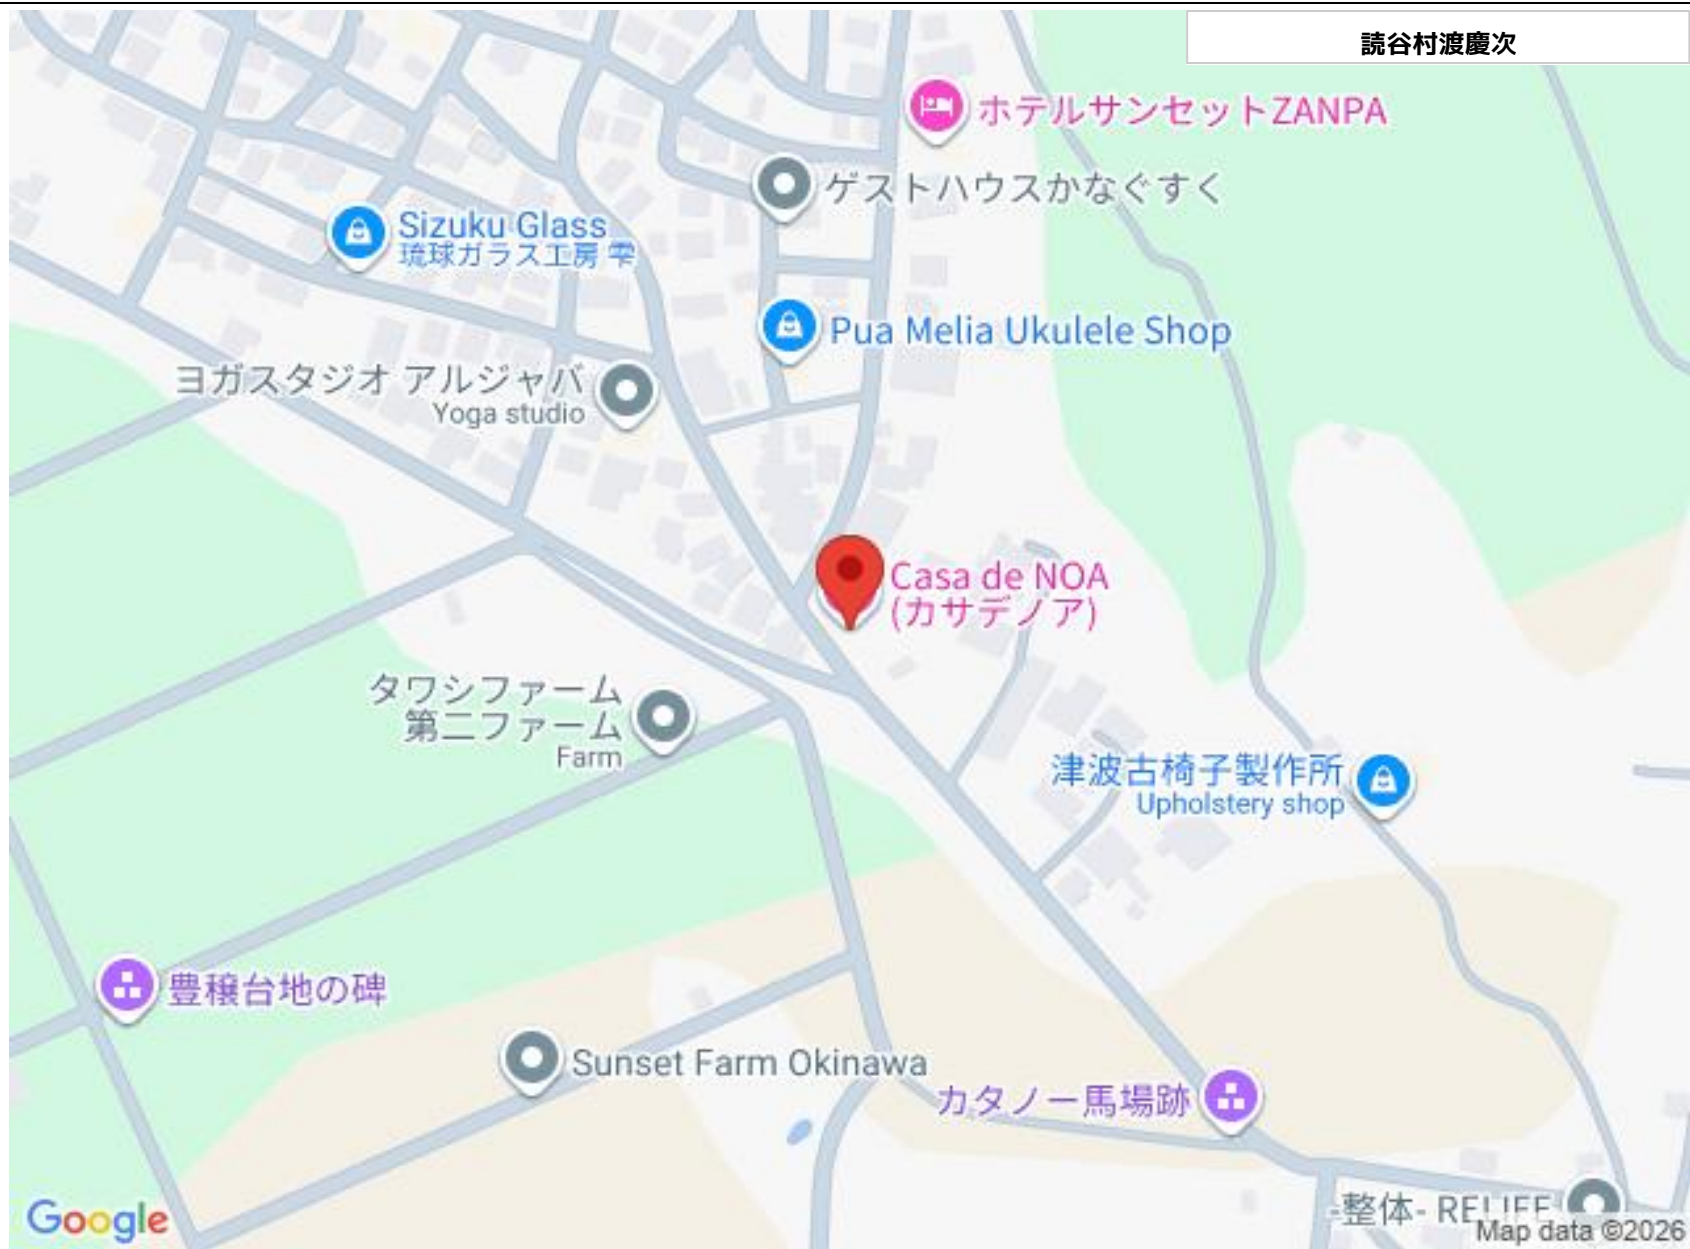 読谷村渡慶次
ホテルサンセットZANPA
ゲストハウスかなぐすく
Sizuku Glass
琉球ガラス工房 雫
Pua Melia Ukulele Shop
ヨガスタジオ アルジャバ
Yoga studio
Casa de NOA
(カサデノア)
タワシファーム
第二ファーム
Farm
津波古椅子製作所
Upholstery shop
豊穣台地の碑
Sunset Farm Okinawa
カタノー馬場跡
-整体- RELIEF
Google
Map data ©2026